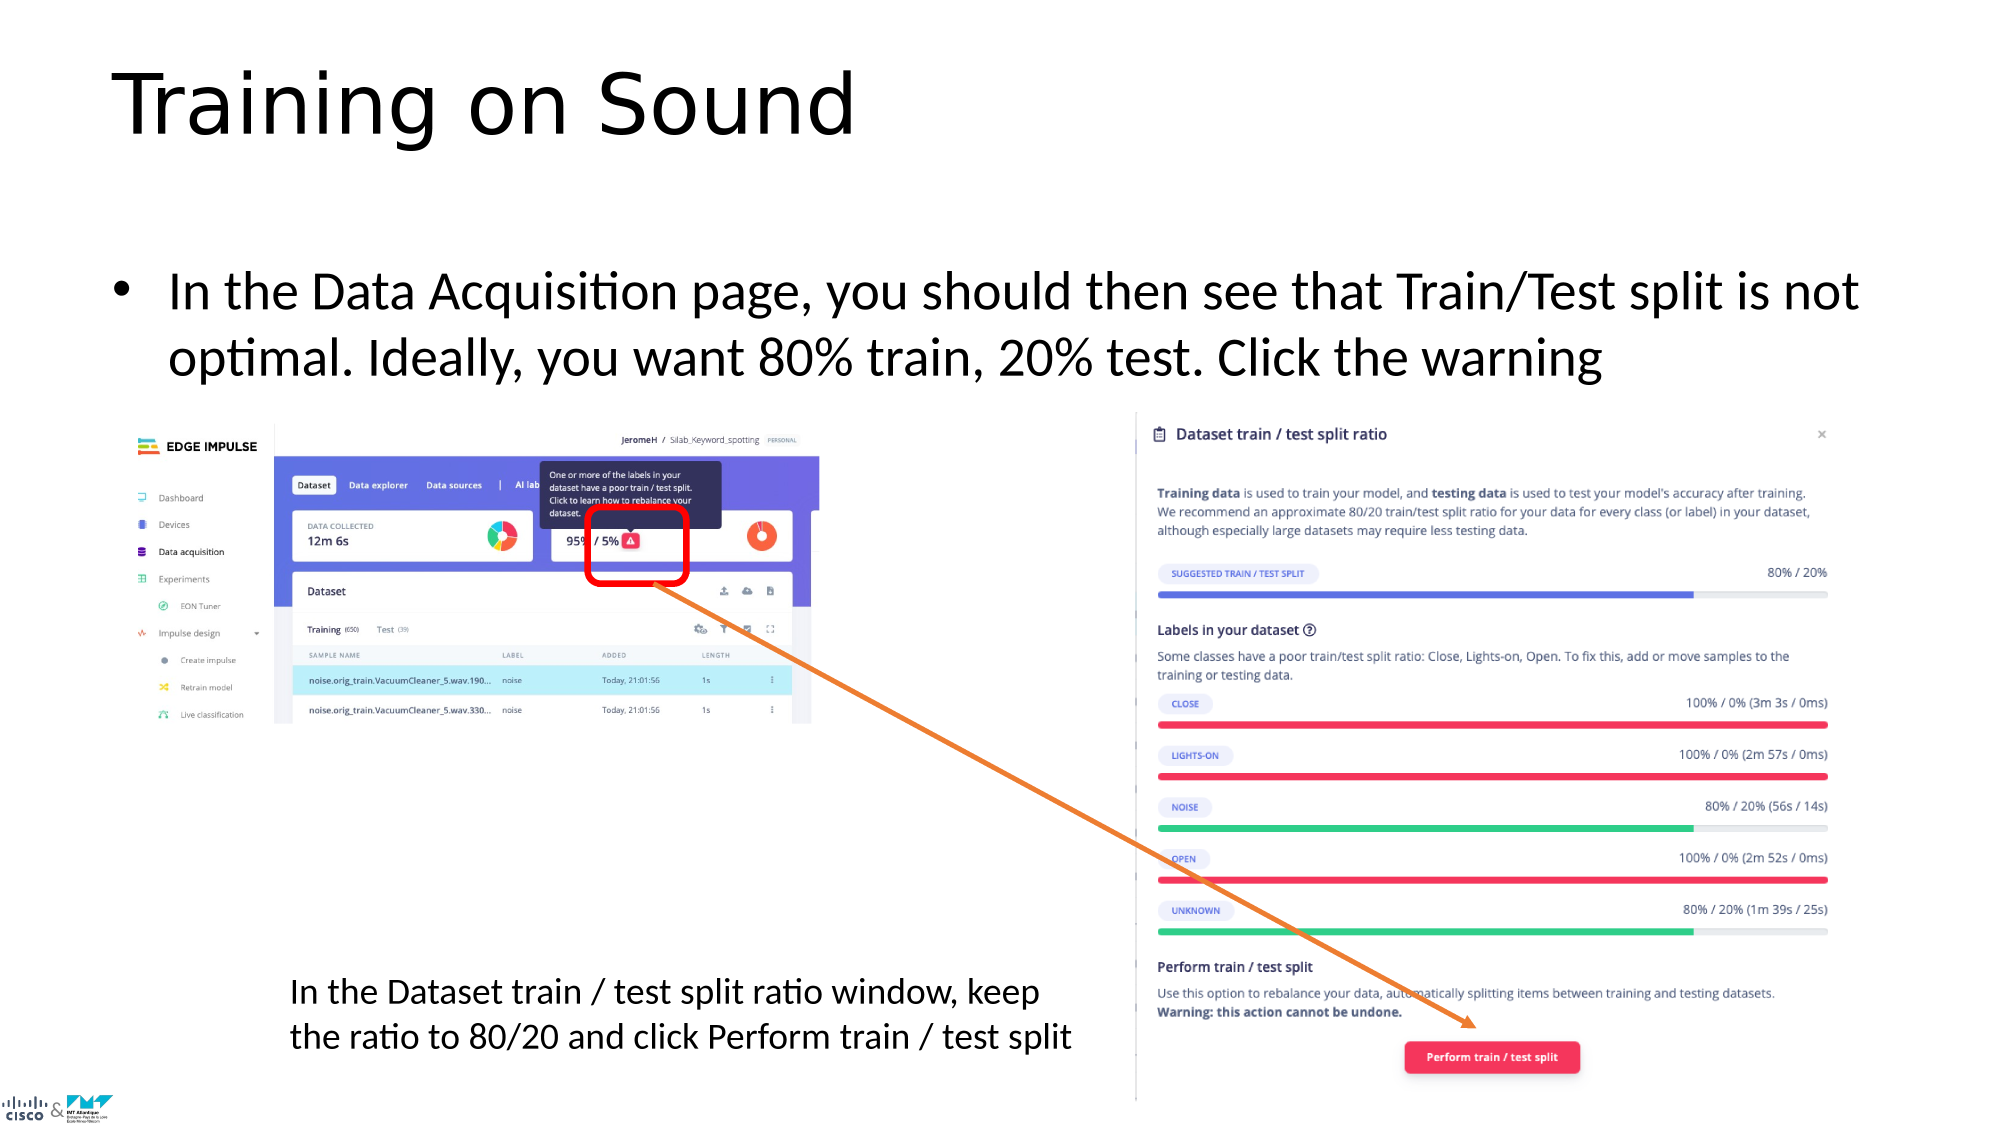 Training on Sound
• In the Data Acquisition page, you should then see that Train/Test split is not
optimal. Ideally, you want 80% train, 20% test. Click the warning
EDGE IMPULSE
Dashboard
Devices
Data acquisition
Experiments
EON Tuner
Impulse design
Create impulse
Retrain model
Live classification
JeromeH / Silab_Keyword_spotting PERSONAL
Dataset Data explorer Data sources | AI lab
One or more of the labels in your
dataset have a poor train / test split.
Click to learn how to rebalance your
dataset.
DATA COLLECTED
12m 6s
95% / 5%
Dataset
Training (650) Test (39)
SAMPLE NAME LABEL ADDED LENGTH
noise.orig_train.VacuumCleaner_5.wav.190... noise Today, 21:01:56 1s
noise.orig_train.VacuumCleaner_5.wav.330... noise Today, 21:01:56 1s
Dataset train / test split ratio ×
Training data is used to train your model, and testing data is used to test your model's accuracy after training.
We recommend an approximate 80/20 train/test split ratio for your data for every class (or label) in your dataset,
although especially large datasets may require less testing data.
SUGGESTED TRAIN / TEST SPLIT 80% / 20%
Labels in your dataset ?
Some classes have a poor train/test split ratio: Close, Lights-on, Open. To fix this, add or move samples to the
training or testing data.
CLOSE 100% / 0% (3m 3s / 0ms)
LIGHTS-ON 100% / 0% (2m 57s / 0ms)
NOISE 80% / 20% (56s / 14s)
OPEN 100% / 0% (2m 52s / 0ms)
UNKNOWN 80% / 20% (1m 39s / 25s)
Perform train / test split
Use this option to rebalance your data, automatically splitting items between training and testing datasets.
Warning: this action cannot be undone.
Perform train / test split
In the Dataset train / test split ratio window, keep
the ratio to 80/20 and click Perform train / test split
CISCO & IMT Atlantique